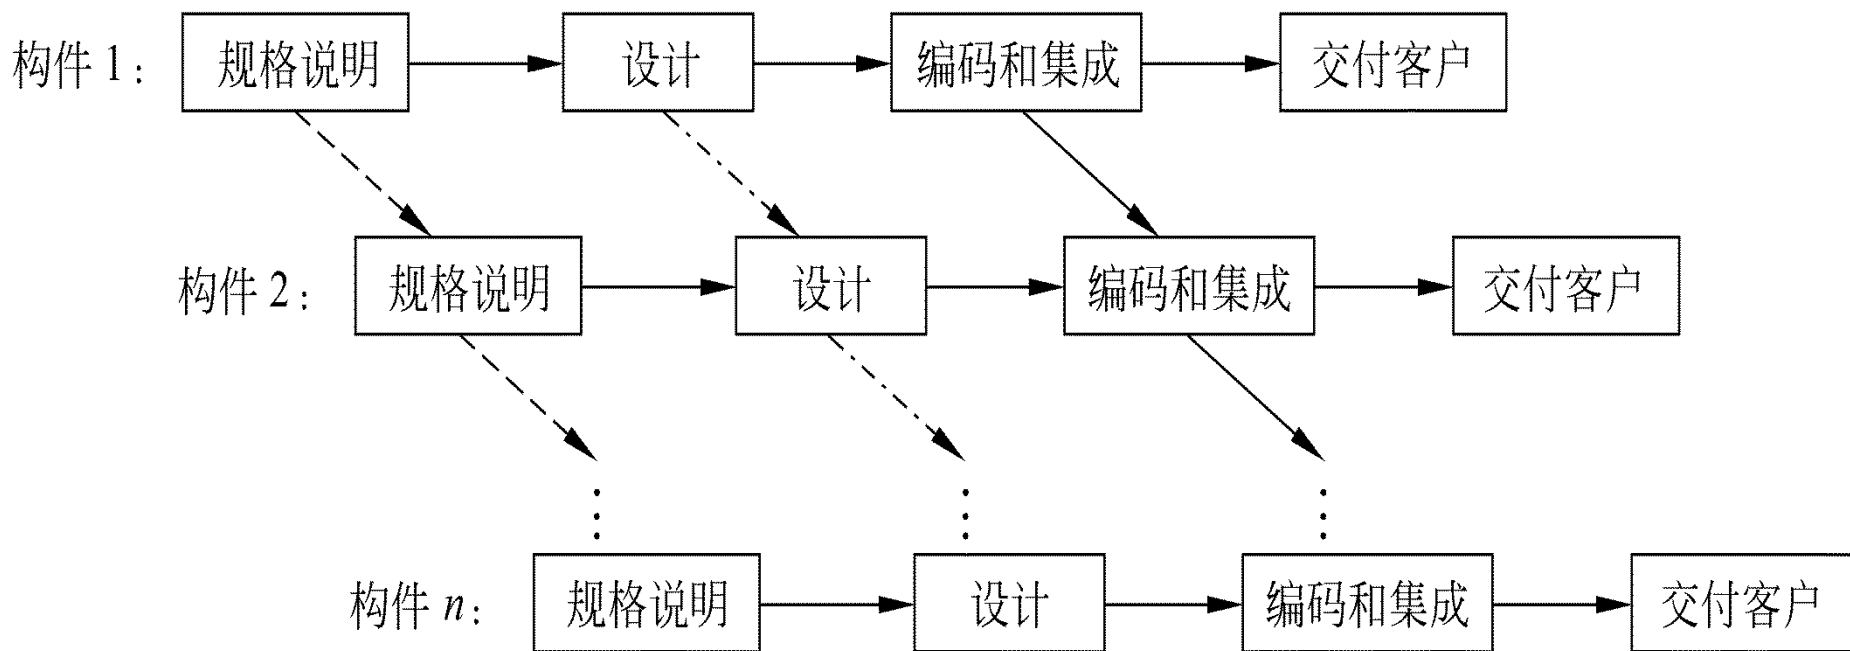 构件 1： 规格说明 设计 编码和集成 交付客户
构件 2： 规格说明 设计 编码和集成 交付客户
构件 n： 规格说明 设计 编码和集成 交付客户